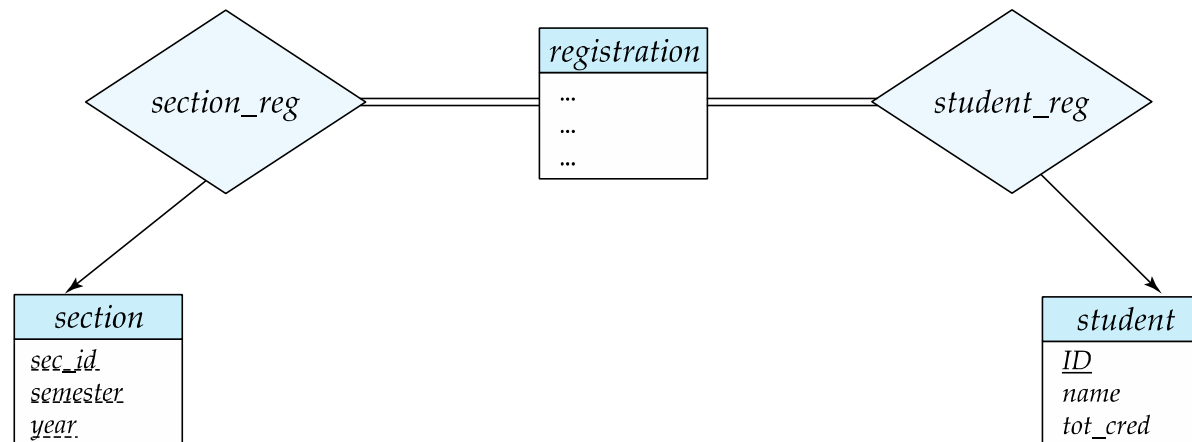 registration
section_reg
...
student_reg
...
...
section
student
sec_id
ID
semester
name
year
tot_cred